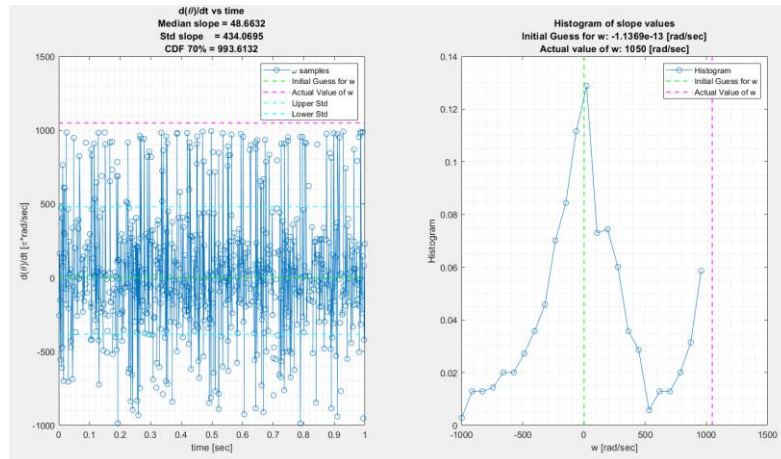 d(θ)/dt vs time
Median slope = 48.6632
Std slope = 434.0695
CDF 70% = 993.6132
1500
1000
500
0
-500
-1000
d(θ)/dt [π*rad/sec]
0 0.1 0.2 0.3 0.4 0.5 0.6 0.7 0.8 0.9 1
time [sec]
ω samples
Initial Guess for w
Actual Value of w
Upper Std
Lower Std
Histogram of slope values
Initial Guess for w: -1.1369e-13 [rad/sec]
Actual value of w: 1050 [rad/sec]
0.14
0.12
0.1
0.08
0.06
0.04
0.02
0
Histogram
-1000 -500 0 500 1000 1500
w [rad/sec]
Histogram
Initial Guess for w
Actual Value of w